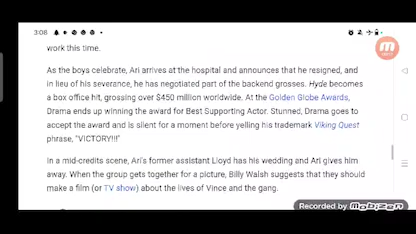 3:08
work this time.
As the boys celebrate, Ari arrives at the hospital and announces that he resigned, and
in lieu of his severance, he has negotiated part of the backend grosses. Hyde becomes
a box office hit, grossing over $450 million worldwide. At the Golden Globe Awards,
Drama ends up winning the award for Best Supporting Actor. Stunned, Drama goes to
accept the award and is silent for a moment before yelling his trademark Viking Quest
phrase, "VICTORY!!!"
In a mid-credits scene, Ari's former assistant Lloyd has his wedding and Ari gives him
away. When the group gets together for a picture, Billy Walsh suggests that they should
make a film (or TV show) about the lives of Vince and the gang.
Recorded by mobizen